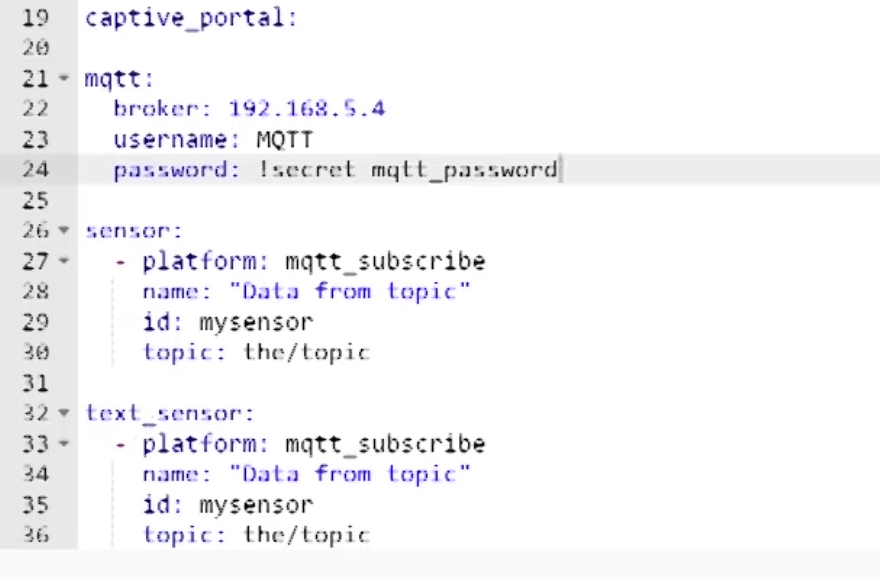 19 captive_portal:
20
21 mqtt:
22 broker: 192.168.5.4
23 username: MQTT
24 password: !secret mqtt_password
25
26 sensor:
27 - platform: mqtt_subscribe
28 name: "Data from topic"
29 id: mysensor
30 topic: the/topic
31
32 text_sensor:
33 - platform: mqtt_subscribe
34 name: "Data from topic"
35 id: mysensor
36 topic: the/topic